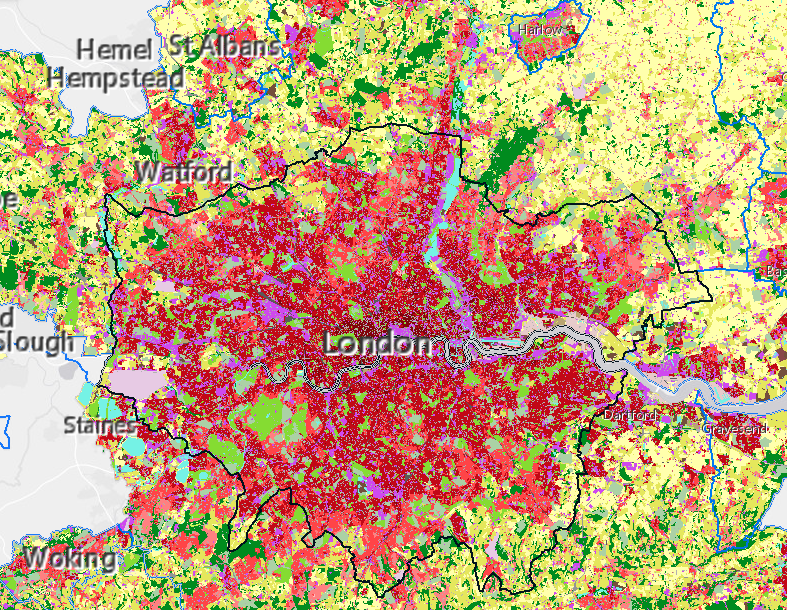 Harlow
Hemel
Hempstead
St Albans
Watford
Slough
London
Staines
Dartford
Gravesend
Woking